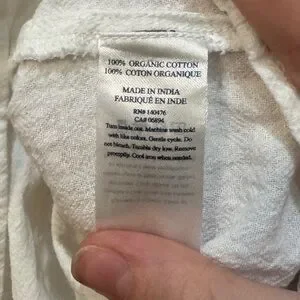 100% ORGANIC COTTON
100% COTON ORGANIQUE
MADE IN INDIA
FABRIQUÉ EN INDE
RN# 140476
CA# 06894
Turn inside out. Machine wash cold
with like colors. Gentle cycle. Do
not bleach. Tumble dry low. Remove
promptly. Cool iron when needed.